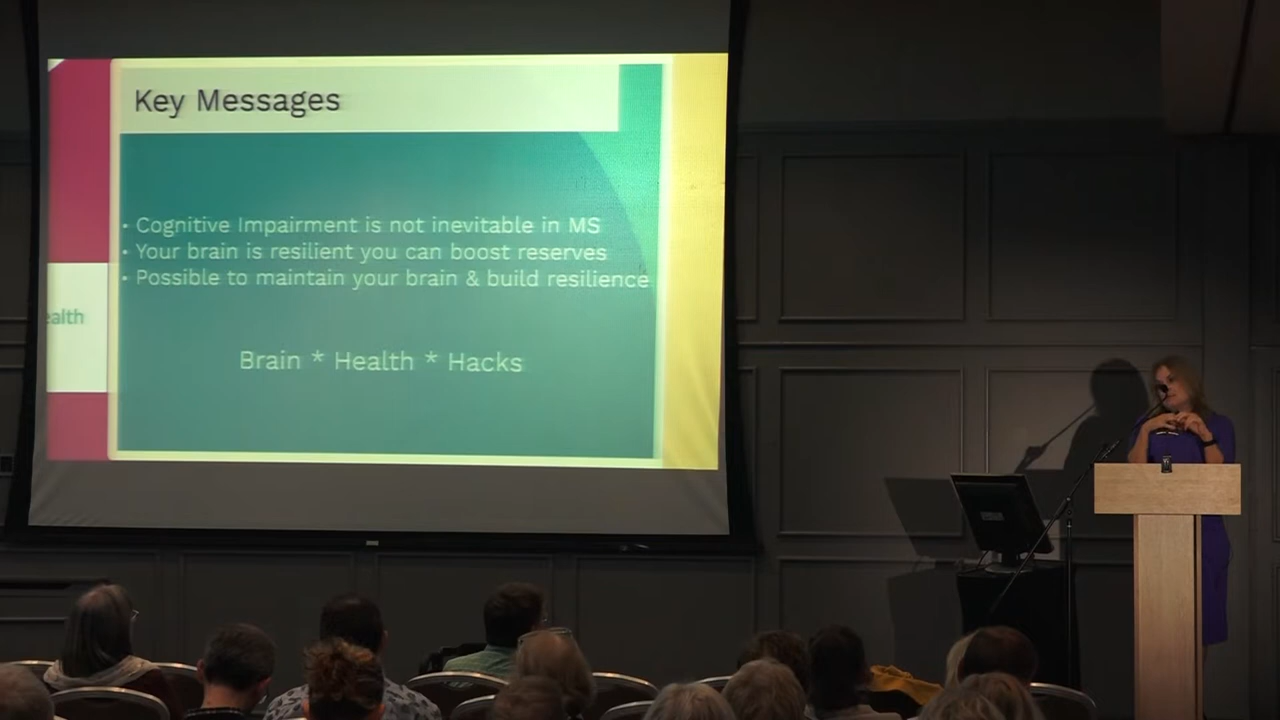 Key Messages
• Cognitive Impairment is not inevitable in MS
• Your brain is resilient you can boost reserves
• Possible to maintain your brain & build resilience
ealth
Brain * Health * Hacks